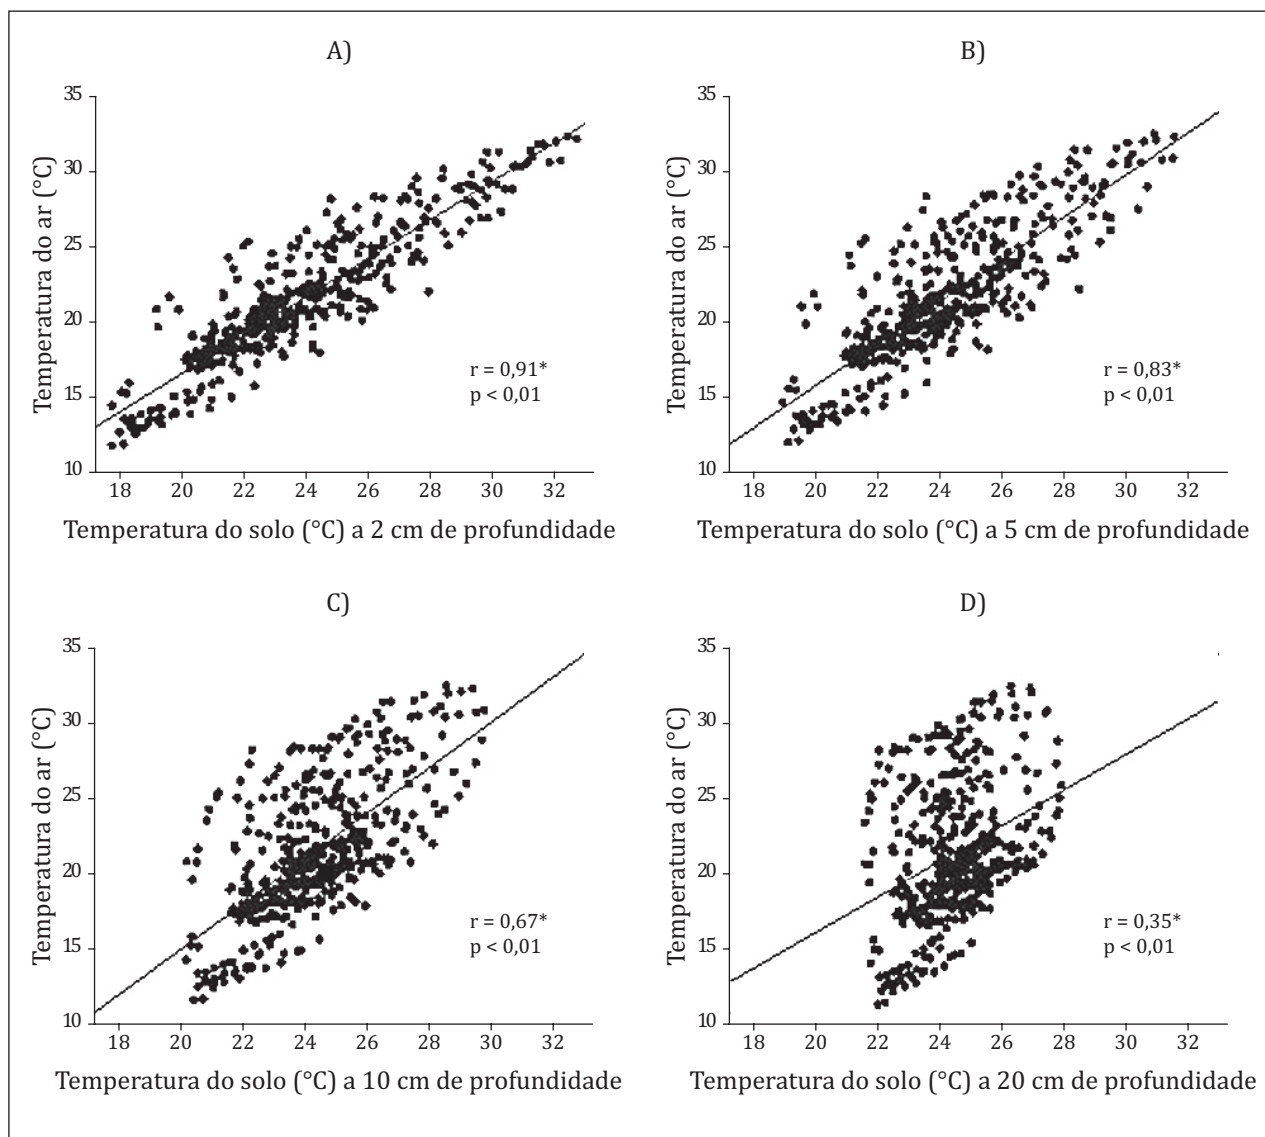 A)
35
30
25
20
15
10
Temperatura do ar (°C)
r = 0,91*
p < 0,01
18 20 22 24 26 28 30 32
Temperatura do solo (°C) a 2 cm de profundidade
B)
35
30
25
20
15
10
Temperatura do ar (°C)
r = 0,83*
p < 0,01
18 20 22 24 26 28 30 32
Temperatura do solo (°C) a 5 cm de profundidade
C)
35
30
25
20
15
10
Temperatura do ar (°C)
r = 0,67*
p < 0,01
18 20 22 24 26 28 30 32
Temperatura do solo (°C) a 10 cm de profundidade
D)
35
30
25
20
15
10
Temperatura do ar (°C)
r = 0,35*
p < 0,01
18 20 22 24 26 28 30 32
Temperatura do solo (°C) a 20 cm de profundidade